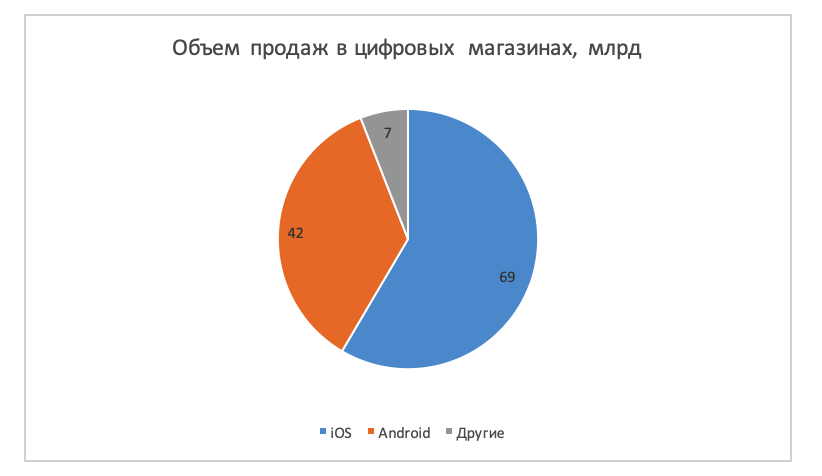 Объем продаж в цифровых магазинах, млрд
7
42
69
iOS Android Другие